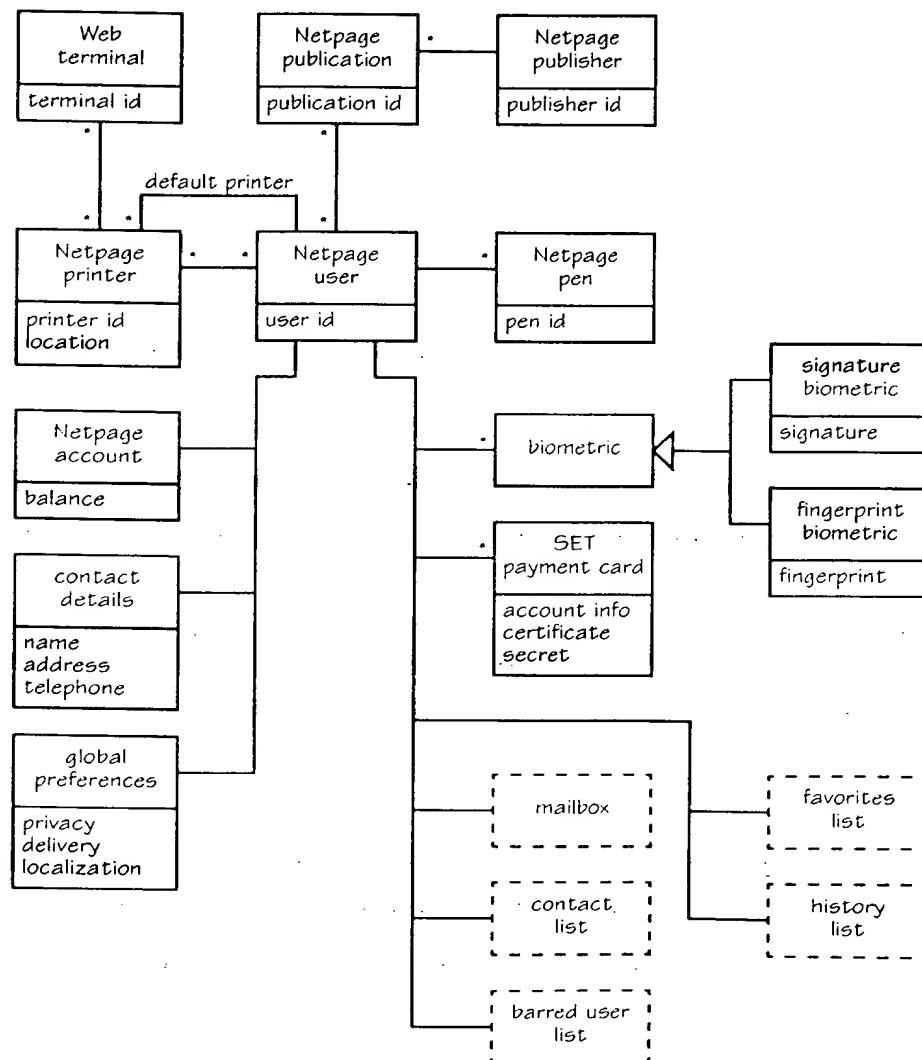 Web
terminal
terminal id
Netpage
publication
publication id
Netpage
publisher
publisher id
*
*
*
default printer
*
*
*
Netpage
printer
printer id
location
*
*
Netpage
user
user id
*
Netpage
pen
pen id
Netpage
account
balance
*
biometric
signature
biometric
signature
fingerprint
biometric
fingerprint
contact
details
name
address
telephone
*
SET
payment card
account info
certificate
secret
global
preferences
privacy
delivery
localization
mailbox
favorites
list
contact
list
history
list
barred user
list